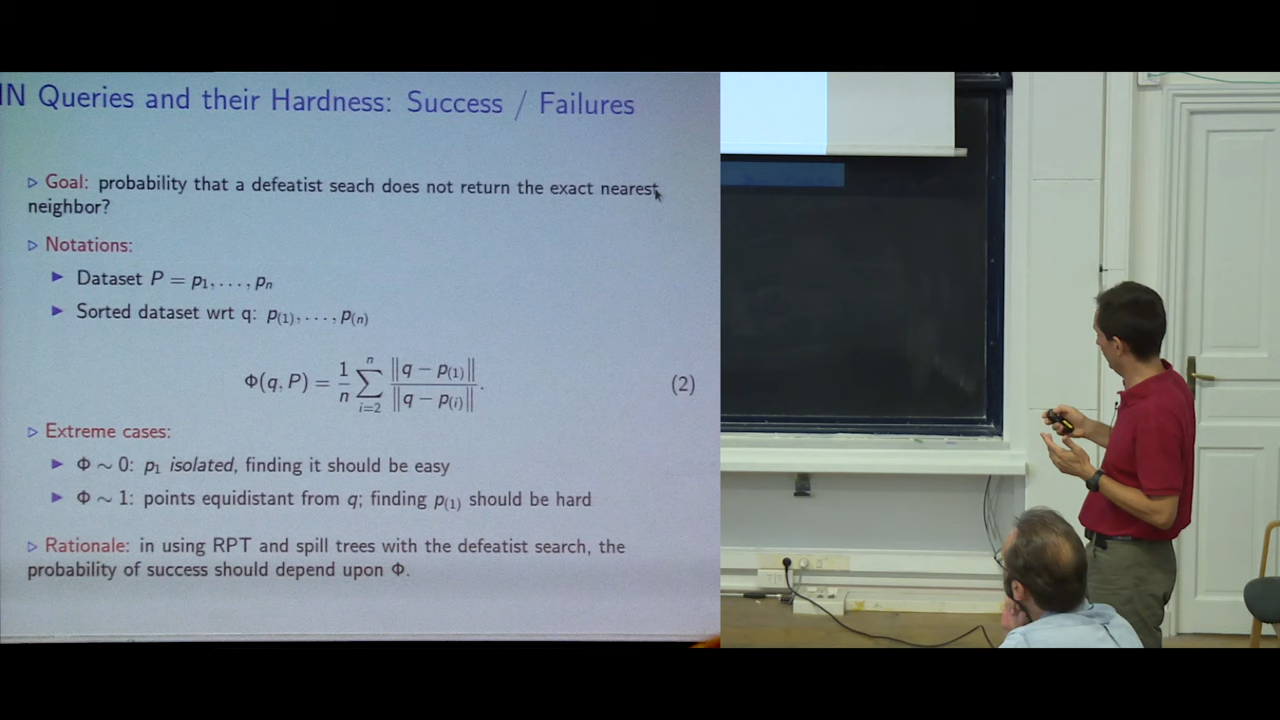 IN Queries and their Hardness: Success / Failures
▷ Goal: probability that a defeatist seach does not return the exact nearest
neighbor?
▷ Notations:
▶ Dataset P = p₁, . . . , pₙ
▶ Sorted dataset wrt q: p₍₁₎, . . . , p₍ₙ₎
Φ(q, P) = 1/n ∑ⁿᵢ₌₂ ||q − p₍₁₎|| / ||q − p₍ᵢ₎||. (2)
▷ Extreme cases:
▶ Φ ∼ 0: p₁ isolated, finding it should be easy
▶ Φ ∼ 1: points equidistant from q; finding p₍₁₎ should be hard
▷ Rationale: in using RPT and spill trees with the defeatist search, the
probability of success should depend upon Φ.